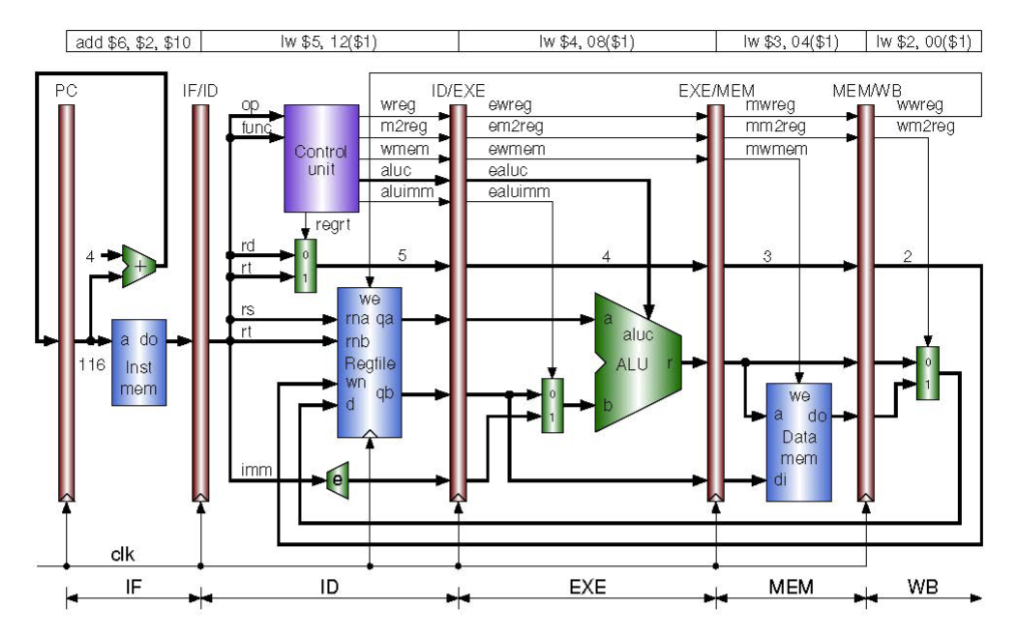 add $6, $2, $10 lw $5, 12($1) lw $4, 08($1) lw $3, 04($1) lw $2, 00($1)
PC IF/ID ID/EXE EXE/MEM MEM/WB
op wreg ewreg mwreg wwreg
func m2reg em2reg mm2reg wm2reg
Control unit
wmem ewmem mwmem
aluc ealuc
aluimm ealuimm
regrt
rd 0
rt 1
4 + 5 4 3 2
we
rs rna qa a aluc
rt rnb
116 a do
Inst mem
Regfile
ALU r
0
1
wn qb
d
0
1
b
we
a do
Data mem
di
imm e
clk
IF ID EXE MEM WB